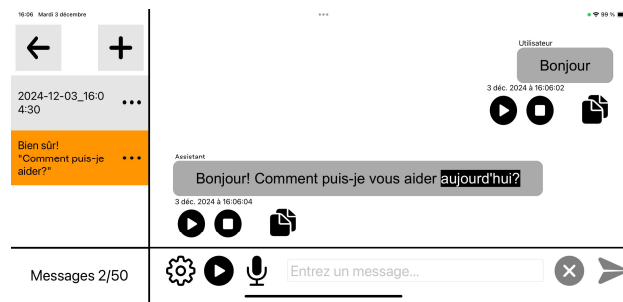 16:06 Mardi 3 décembre
99 %
2024-12-03_16:0
4:30
Bien sûr!
"Comment puis-je
aider?"
Utilisateur
Bonjour
3 déc. 2024 à 16:06:02
Assistant
Bonjour! Comment puis-je vous aider aujourd'hui?
3 déc. 2024 à 16:06:04
Messages 2/50
Entrez un message...